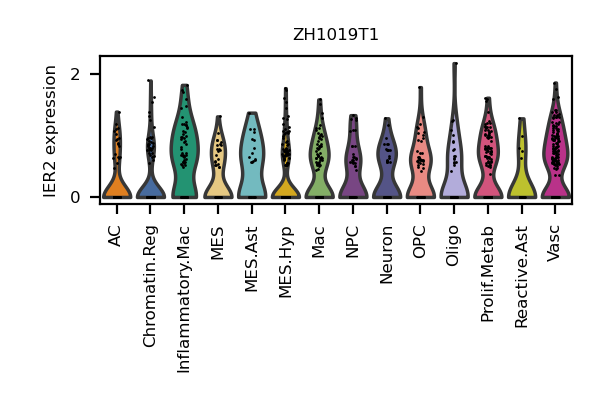 ZH1019T1
IER2 expression
2
0
AC
Chromatin.Reg
Inflammatory.Mac
MES
MES.Ast
MES.Hyp
Mac
NPC
Neuron
OPC
Oligo
Prolif.Metab
Reactive.Ast
Vasc